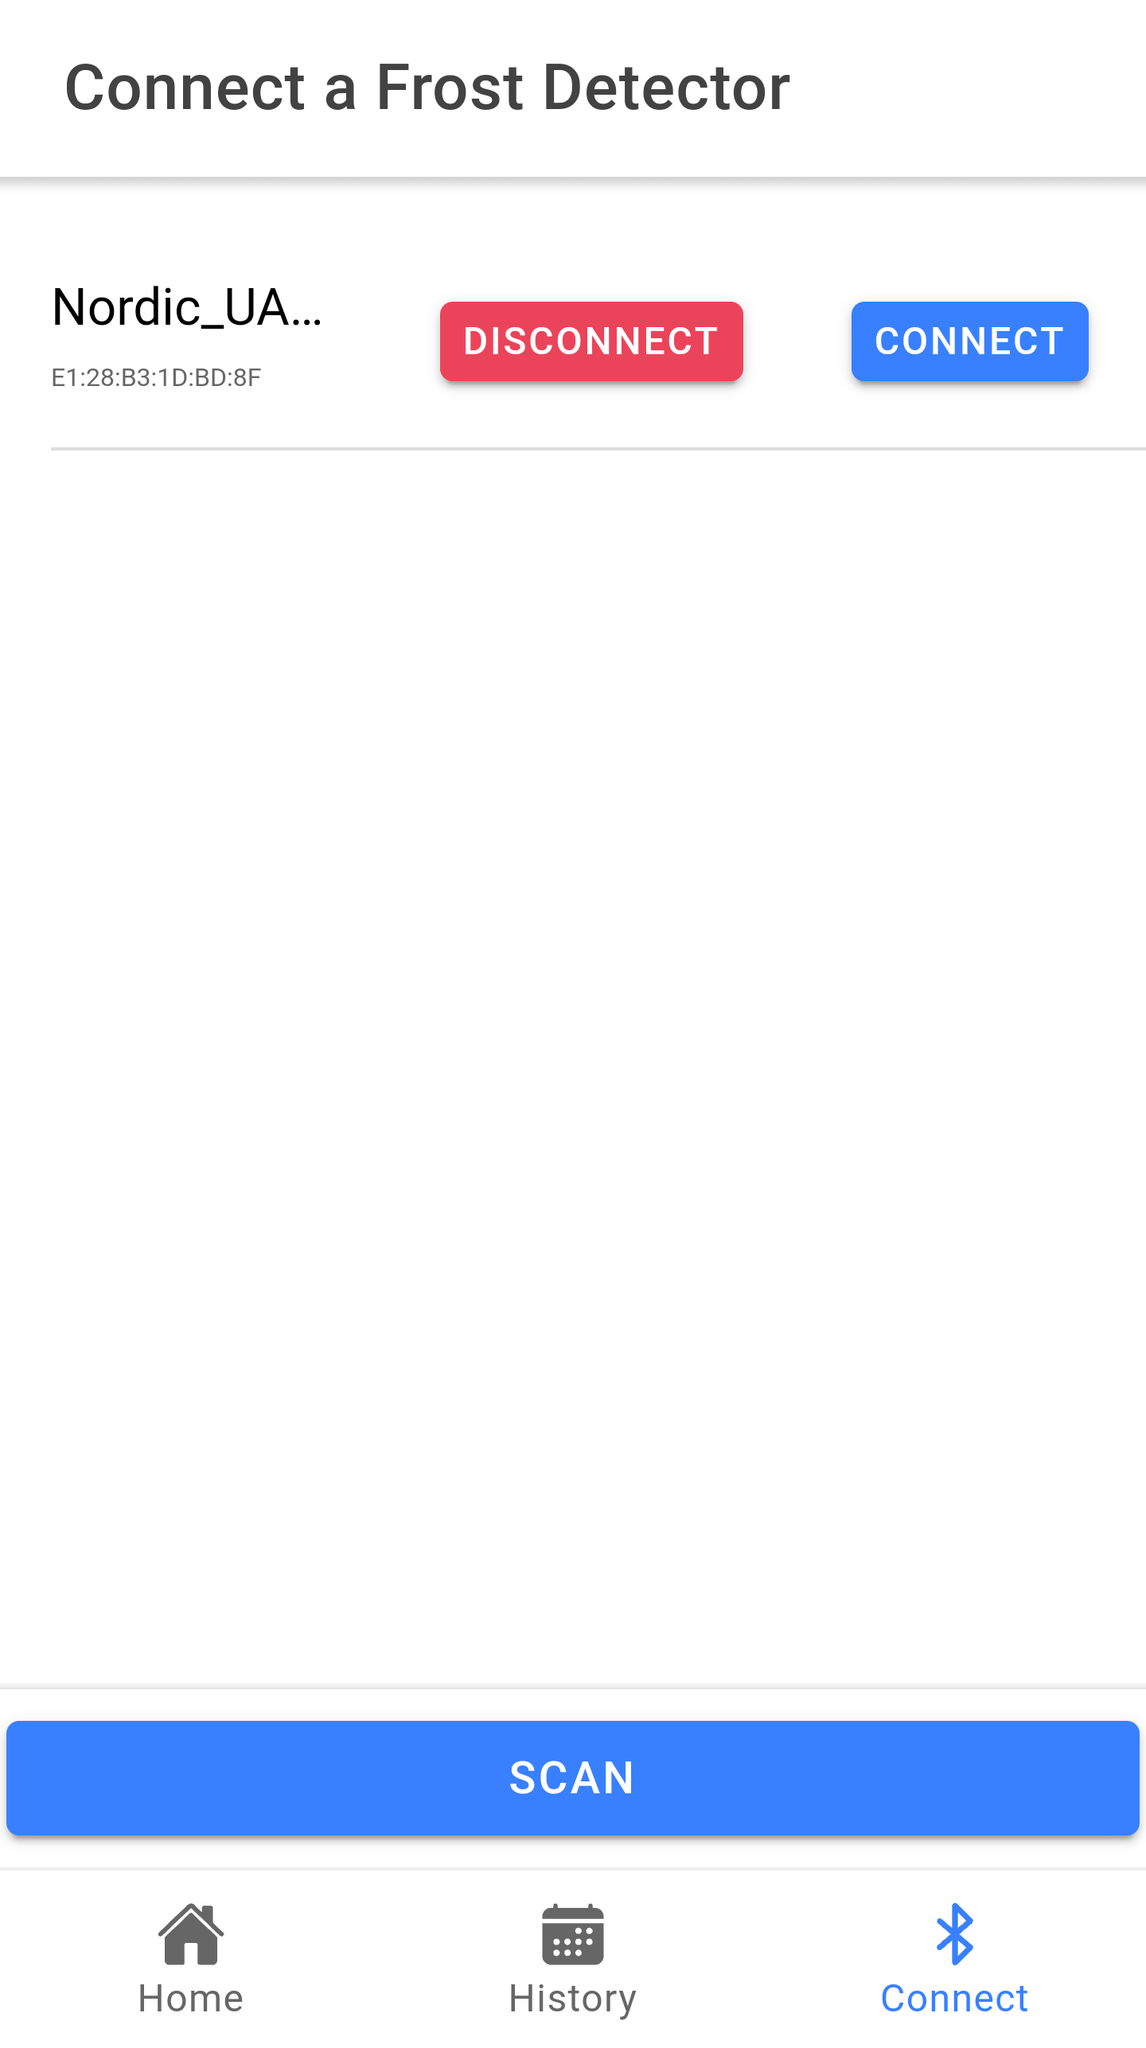 Connect a Frost Detector
Nordic_UA...
DISCONNECT
CONNECT
E1:28:B3:1D:BD:8F
SCAN
Home
History
Connect